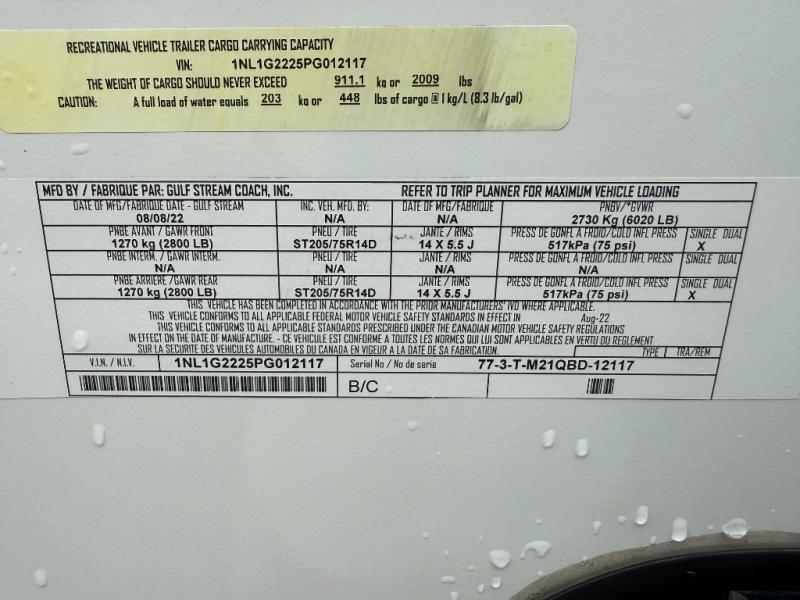 RECREATIONAL VEHICLE TRAILER CARGO CARRYING CAPACITY
VIN: 1NL1G2225PG012117
THE WEIGHT OF CARGO SHOULD NEVER EXCEED 911.1 kg or 2009 lbs
CAUTION: A full load of water equals 203 kg or 448 lbs of cargo @ 1 kg/L (8.3 lb/gal)
MFD BY / FABRIQUE PAR: GULF STREAM COACH, INC. REFER TO TRIP PLANNER FOR MAXIMUM VEHICLE LOADING
DATE OF MFG/FABRIQUE DATE - GULF STREAM INC. VEH. MFD. BY: DATE OF MFG/FABRIQUE PNBV/*GVWR
08/08/22 N/A N/A 2730 Kg (6020 LB)
PNBE AVANT / GAWR FRONT PNEU / TIRE JANTE / RIMS PRESS DE GONFL A FROID/COLD INFL PRESS SINGLE DUAL
1270 kg (2800 LB) ST205/75R14D 14 X 5.5 J 517kPa (75 psi) X
PNBE INTERM. / GAWR INTERM. PNEU / TIRE JANTE / RIMS PRESS DE GONFL A FROID/COLD INFL PRESS SINGLE DUAL
N/A N/A N/A N/A
PNBE ARRIERE / GAWR REAR PNEU / TIRE JANTE / RIMS PRESS DE GONFL A FROID/COLD INFL PRESS SINGLE DUAL
1270 kg (2800 LB) ST205/75R14D 14 X 5.5 J 517kPa (75 psi) X
THIS VEHICLE HAS BEEN COMPLETED IN ACCORDANCE WITH THE PRIOR MANUFACTURERS' IVD WHERE APPLICABLE.
THIS VEHICLE CONFORMS TO ALL APPLICABLE FEDERAL MOTOR VEHICLE SAFETY STANDARDS IN EFFECT IN Aug-22
THIS VEHICLE CONFORMS TO ALL APPLICABLE STANDARDS PRESCRIBED UNDER THE CANADIAN MOTOR VEHICLE SAFETY REGULATIONS
IN EFFECT ON THE DATE OF MANUFACTURE. - CE VEHICULE EST CONFORME A TOUTES LES NORMES QUI LUI SONT APPLICABLES EN VERTU DU REGLEMENT
SUR LA SECURITE DES VEHICULES AUTOMOBILES DU CANADA EN VIGEUR A LA DATE DE SA FABRICATION. TYPE TRA/REM
V.I.N. / N.I.V. 1NL1G2225PG012117 Serial No / No de serie 77-3-T-M21QBD-12117
B/C